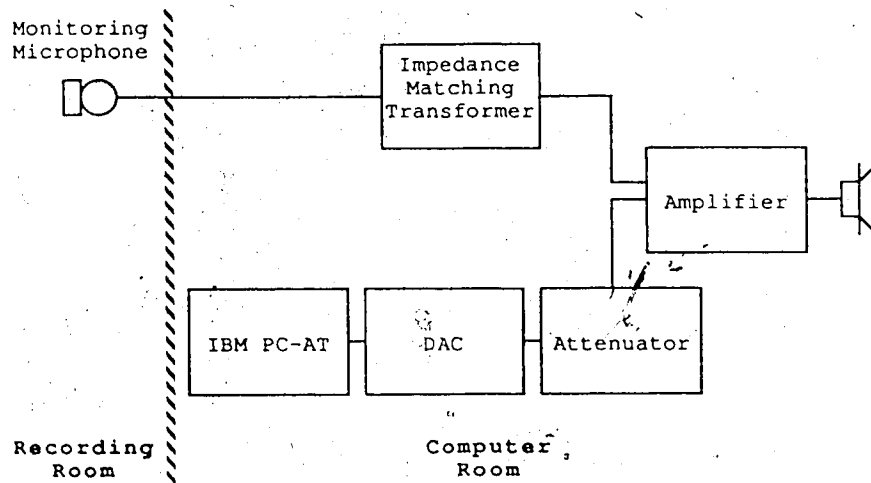 Monitoring
Microphone
Impedance
Matching
Transformer
Amplifier
IBM PC-AT
DAC
Attenuator
Recording
Room
Computer
Room